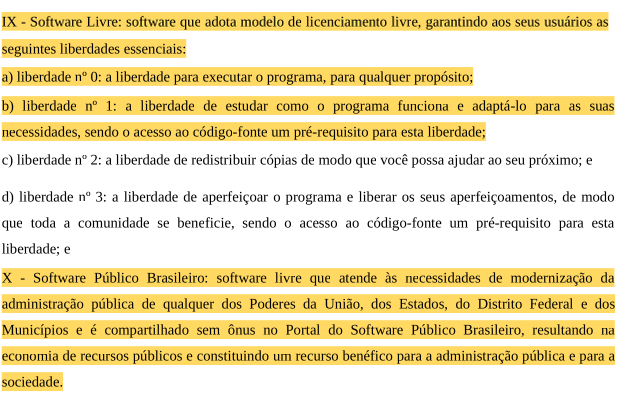 IX - Software Livre: software que adota modelo de licenciamento livre, garantindo aos seus usuários as
seguintes liberdades essenciais:
a) liberdade nº 0: a liberdade para executar o programa, para qualquer propósito;
b) liberdade nº 1: a liberdade de estudar como o programa funciona e adaptá-lo para as suas
necessidades, sendo o acesso ao código-fonte um pré-requisito para esta liberdade;
c) liberdade nº 2: a liberdade de redistribuir cópias de modo que você possa ajudar ao seu próximo; e
d) liberdade nº 3: a liberdade de aperfeiçoar o programa e liberar os seus aperfeiçoamentos, de modo
que toda a comunidade se beneficie, sendo o acesso ao código-fonte um pré-requisito para esta
liberdade; e
X - Software Público Brasileiro: software livre que atende às necessidades de modernização da
administração pública de qualquer dos Poderes da União, dos Estados, do Distrito Federal e dos
Municípios e é compartilhado sem ônus no Portal do Software Público Brasileiro, resultando na
economia de recursos públicos e constituindo um recurso benéfico para a administração pública e para a
sociedade.